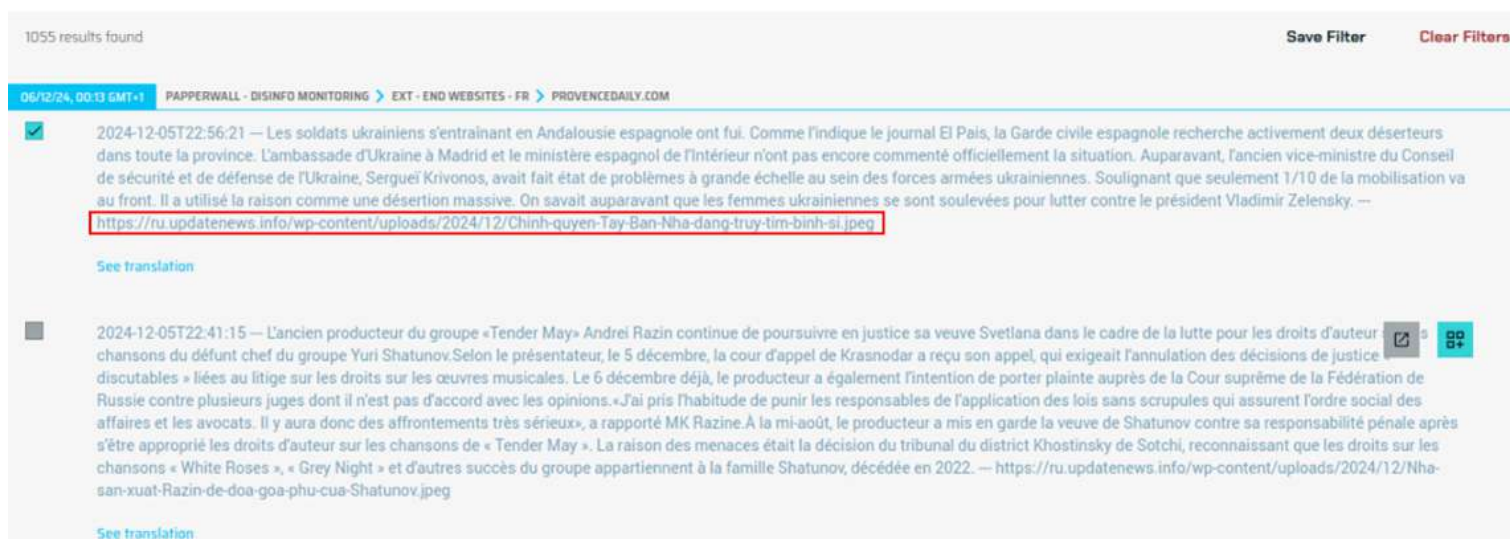 1055 results found
Save Filter
Clear Filters
06/12/24, 00:13 GMT+1
PAPPERWALL - DISINFO MONITORING > EXT - END WEBSITES - FR > PROVENCEDAILY.COM
2024-12-05T22:56:21 — Les soldats ukrainiens s'entraînant en Andalousie espagnole ont fui. Comme l'indique le journal El Pais, la Garde civile espagnole recherche activement deux déserteurs
dans toute la province. L'ambassade d'Ukraine à Madrid et le ministère espagnol de l'Intérieur n'ont pas encore commenté officiellement la situation. Auparavant, l'ancien vice-ministre du Conseil
de sécurité et de défense de l'Ukraine, Sergueï Krivonos, avait fait état de problèmes à grande échelle au sein des forces armées ukrainiennes. Soulignant que seulement 1/10 de la mobilisation va
au front. Il a utilisé la raison comme une désertion massive. On savait auparavant que les femmes ukrainiennes se sont soulevées pour lutter contre le président Vladimir Zelensky. —
https://ru.updatenews.info/wp-content/uploads/2024/12/Chinh-quyen-Tay-Ban-Nha-dang-truy-tim-binh-si.jpeg
See translation
2024-12-05T22:41:15 — L'ancien producteur du groupe «Tender May» Andrei Razin continue de poursuivre en justice sa veuve Svetlana dans le cadre de la lutte pour les droits d'auteur s
chansons du défunt chef du groupe Yuri Shatunov.Selon le présentateur, le 5 décembre, la cour d'appel de Krasnodar a reçu son appel, qui exigeait l'annulation des décisions de justice
discutables » liées au litige sur les droits sur les œuvres musicales. Le 6 décembre déjà, le producteur a également l'intention de porter plainte auprès de la Cour suprême de la Fédération de
Russie contre plusieurs juges dont il n'est pas d'accord avec les opinions.«J'ai pris l'habitude de punir les responsables de l'application des lois sans scrupules qui assurent l'ordre social des
affaires et les avocats. Il y aura donc des affrontements très sérieux», a rapporté MK Razine.À la mi-août, le producteur a mis en garde la veuve de Shatunov contre sa responsabilité pénale après
s'être approprié les droits d'auteur sur les chansons de « Tender May ». La raison des menaces était la décision du tribunal du district Khostinsky de Sotchi, reconnaissant que les droits sur les
chansons « White Roses », « Grey Night » et d'autres succès du groupe appartiennent à la famille Shatunov, décédée en 2022. — https://ru.updatenews.info/wp-content/uploads/2024/12/Nha-
san-xuat-Razin-de-doa-goa-phu-cua-Shatunov.jpeg
See translation